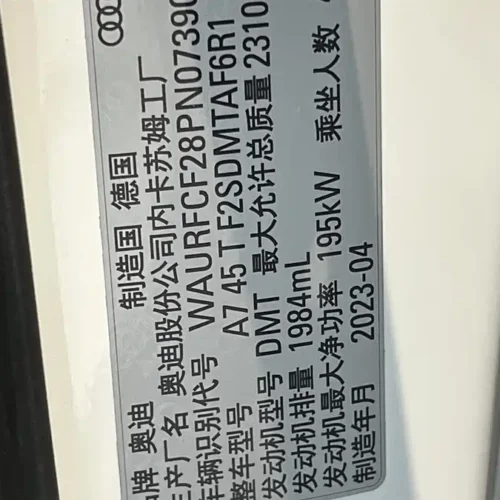 品牌 奥迪 制造国 德国
生产厂名 奥迪股份公司内卡苏姆工厂
车辆识别代号 WAURFCF28PN07390
整车型号 A7 45 T F2SDMTAF6R1
发动机型号 DMT 最大允许总质量 2310
发动机排量 1984mL
发动机最大净功率 195kW 乘坐人数
制造年月 2023-04